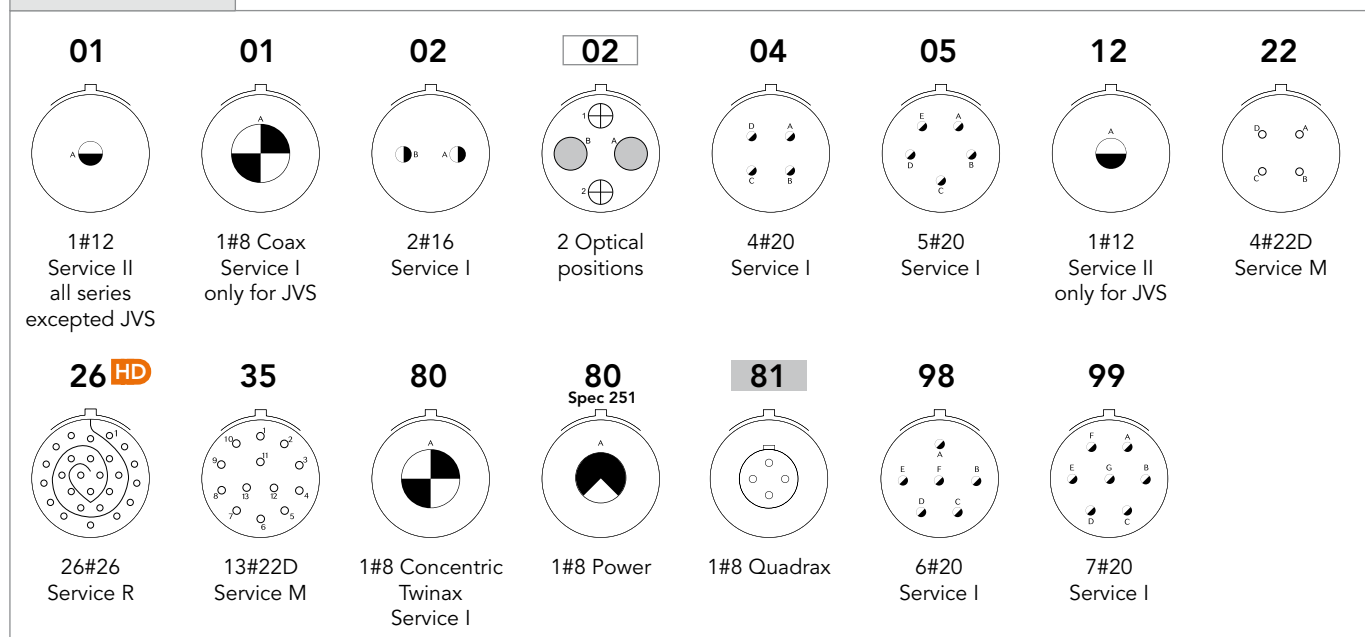 01 01 02 02 04 05 12 22
A
A
B A
1
B A
2
D A
C B
E A
D B
C
A
D A
C B
1#12
Service II
all series
excepted JVS
1#8 Coax
Service I
only for JVS
2#16
Service I
2 Optical
positions
4#20
Service I
5#20
Service I
1#12
Service II
only for JVS
4#22D
Service M
26 HD 35 80 80 81 98 99
Spec 251
1
1
10 2
11
9 3
8 13 12 4
7 5
6
A
A
A
E F B
D C
F A
E G B
D C
26#26
Service R
13#22D
Service M
1#8 Concentric
Twinax
Service I
1#8 Power
1#8 Quadrax
6#20
Service I
7#20
Service I